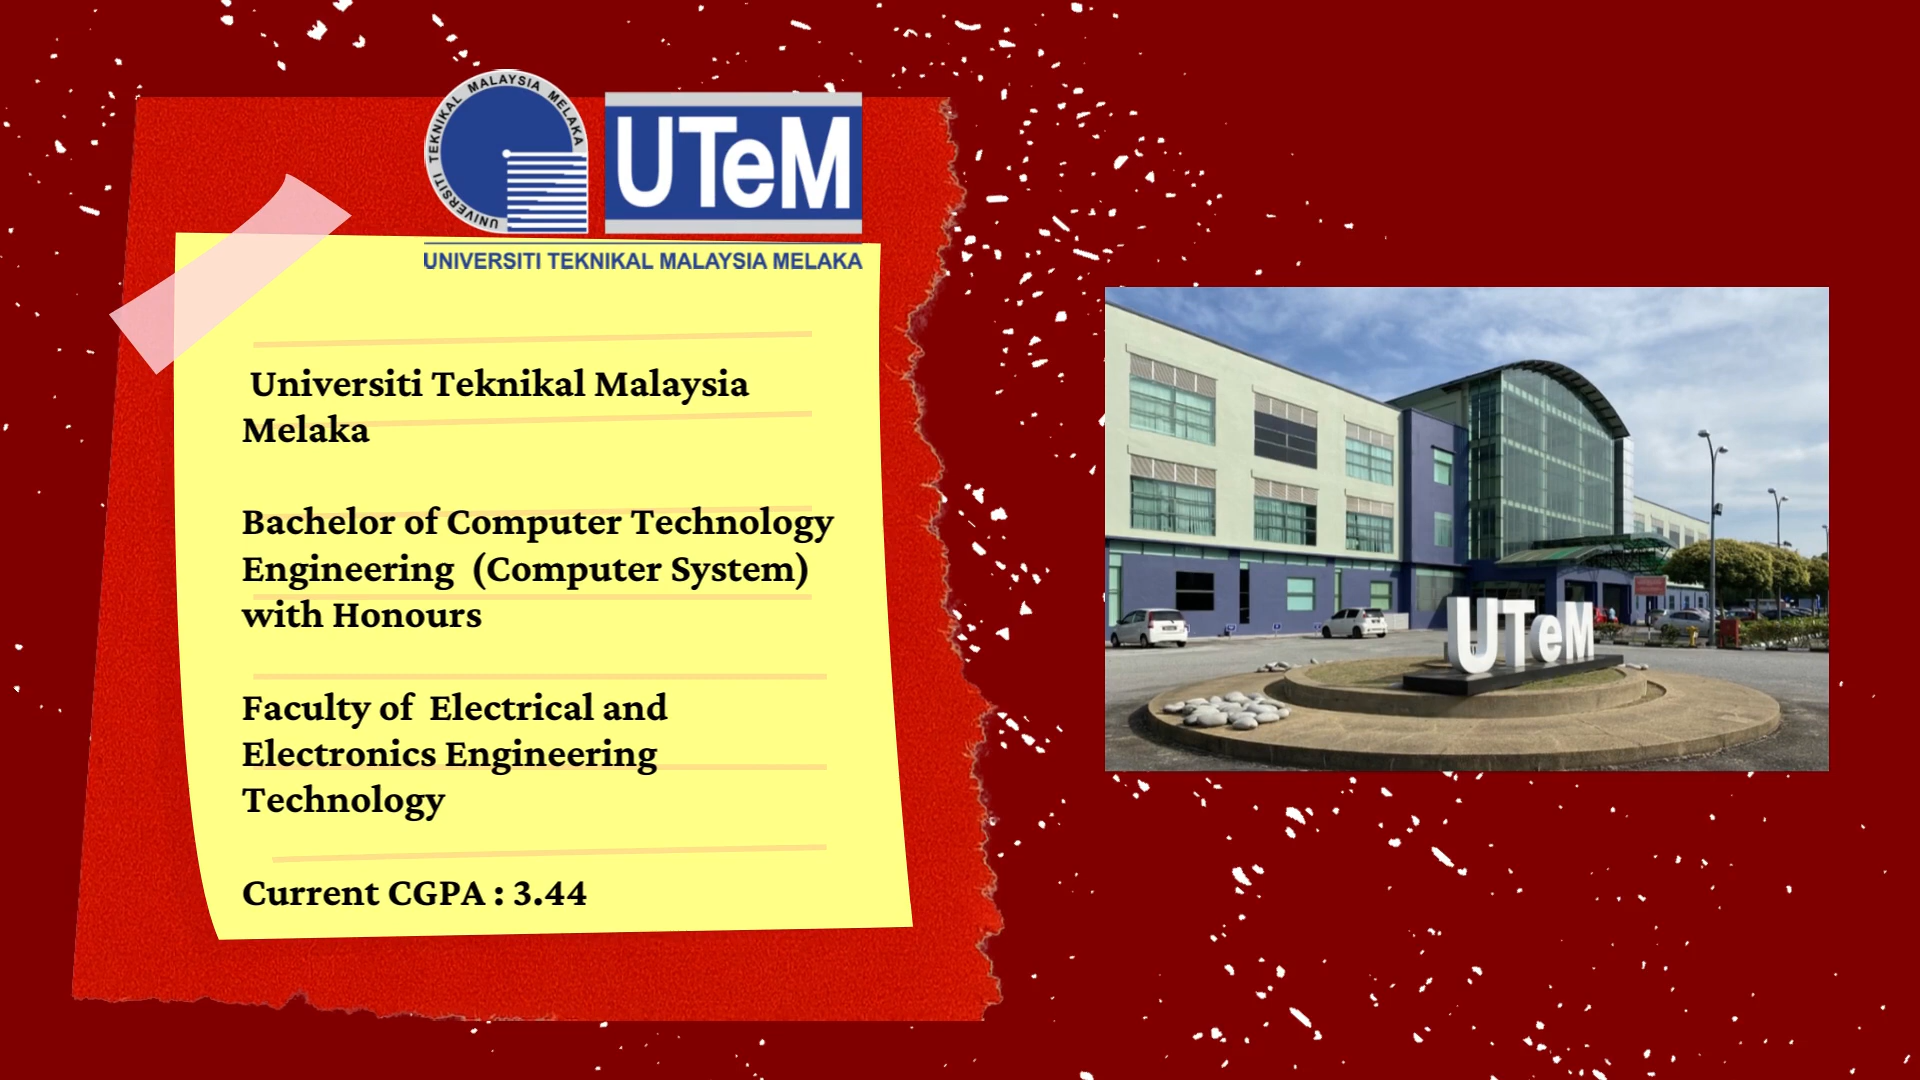 UNIVERSITI TEKNIKAL MALAYSIA MELAKA
UTeM
UNIVERSITI TEKNIKAL MALAYSIA MELAKA
Universiti Teknikal Malaysia
Melaka
Bachelor of Computer Technology
Engineering (Computer System)
with Honours
Faculty of Electrical and
Electronics Engineering
Technology
Current CGPA : 3.44
UTeM